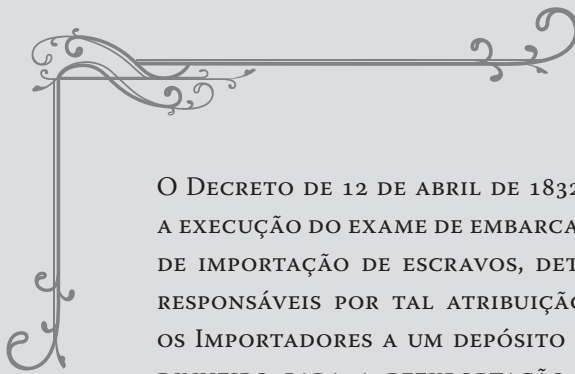 O Decreto de 12 de abril de 1832
a execução do exame de embarca
de importação de escravos, det
responsáveis por tal atribuiçã
os Importadores a um depósito